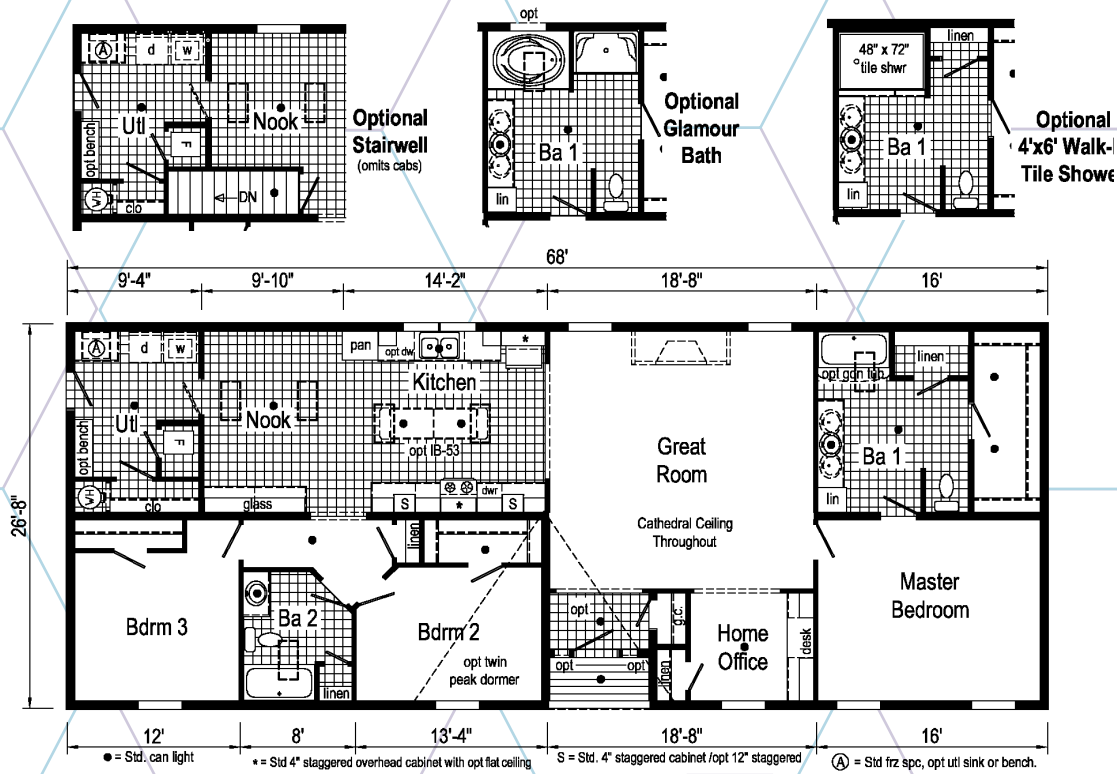 opt
A d w
Utl
Nook
opt bench
F
WH
clo
DN
Optional
Stairwell
(omits cabs)
Ba 1
lin
Optional
Glamour
Bath
linen
48" x 72"
tile shwr
Ba 1
lin
Optional
4'x6' Walk-
Tile Showe
68'
9'-4" 9'-10" 14'-2" 18'-8" 16'
26'-8"
A d w
pan
opt dw
*
Kitchen
Utl
Nook
opt IB-53
opt bench
F
WH
clo
glass
S
*
dwr
S
Great
Room
Cathedral Ceiling
Throughout
opt gdn tub
linen
Ba 1
lin
linen
Bdrm 3
Ba 2
linen
Bdrm 2
opt twin
peak dormer
opt
opt opt
g.c.
linen
Home
Office
desk
Master
Bedroom
12' 8' 13'-4" 18'-8" 16'
● = Std. can light
* = Std 4" staggered overhead cabinet with opt flat ceiling
S = Std. 4" staggered cabinet /opt 12" staggered
A = Std frz spc, opt utl sink or bench.